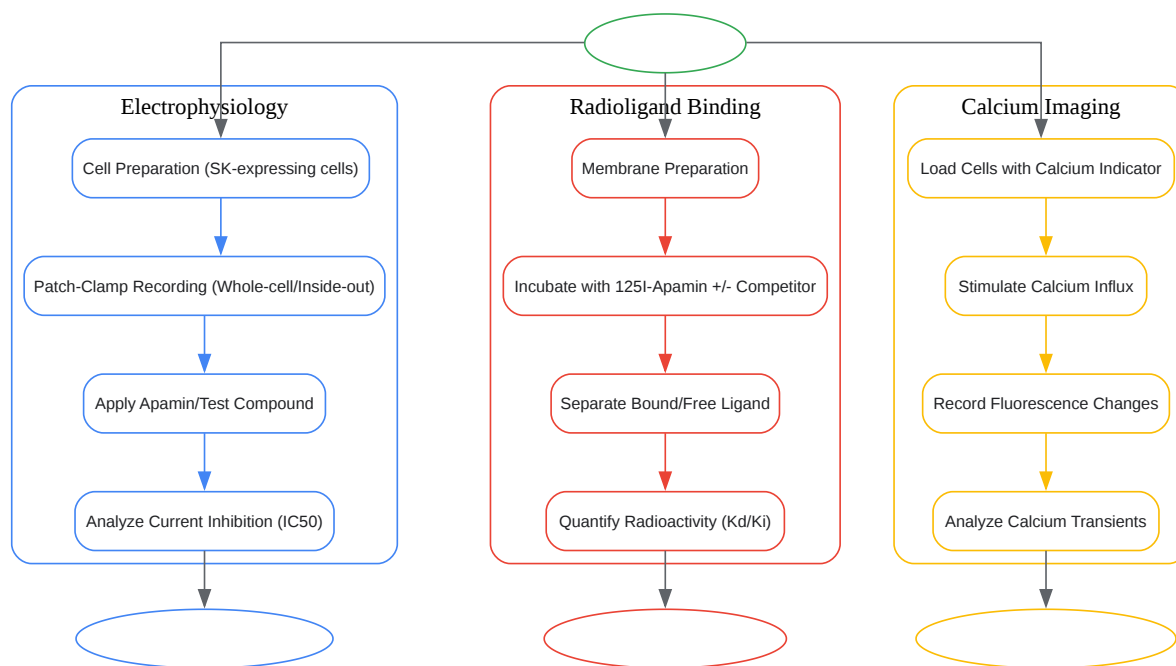 Electrophysiology
Cell Preparation (SK-expressing cells)
Patch-Clamp Recording (Whole-cell/Inside-out)
Apply Apamin/Test Compound
Analyze Current Inhibition (IC50)
Radioligand Binding
Membrane Preparation
Incubate with 125I-Apamin +/- Competitor
Separate Bound/Free Ligand
Quantify Radioactivity (Kd/Ki)
Calcium Imaging
Load Cells with Calcium Indicator
Stimulate Calcium Influx
Record Fluorescence Changes
Analyze Calcium Transients